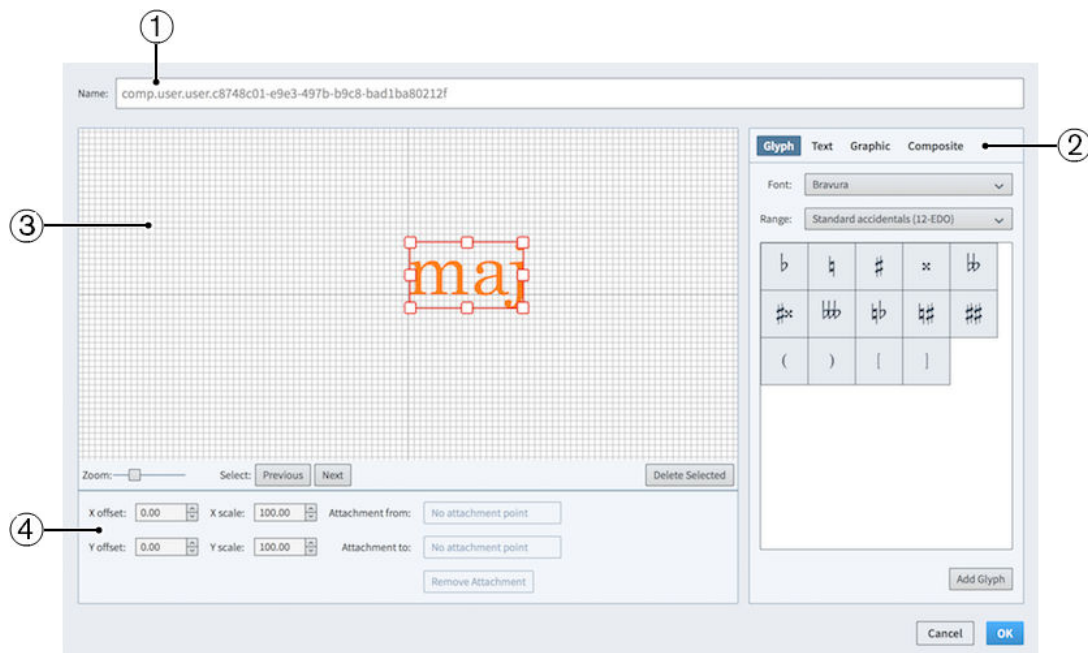 1
Name: comp.user.user.c8748c01-e9e3-497b-b9c8-bad1ba80212f
2
Glyph Text Graphic Composite
Font: Bravura
Range: Standard accidentals (12-EDO)
3
maj
Zoom: Select: Previous Next Delete Selected
4
X offset: 0.00 X scale: 100.00 Attachment from: No attachment point
Y offset: 0.00 Y scale: 100.00 Attachment to: No attachment point
Remove Attachment
♭ ♮ ♯ 𝄪 𝄫
♯𝄪 ♭♭♭ ♮♭ ♮♯ ♯♯
( ) [ ]
Add Glyph
Cancel OK